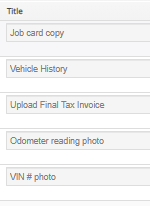 Title
Job card copy
Vehicle History
Upload Final Tax Invoice
Odometer reading photo
VIN # photo